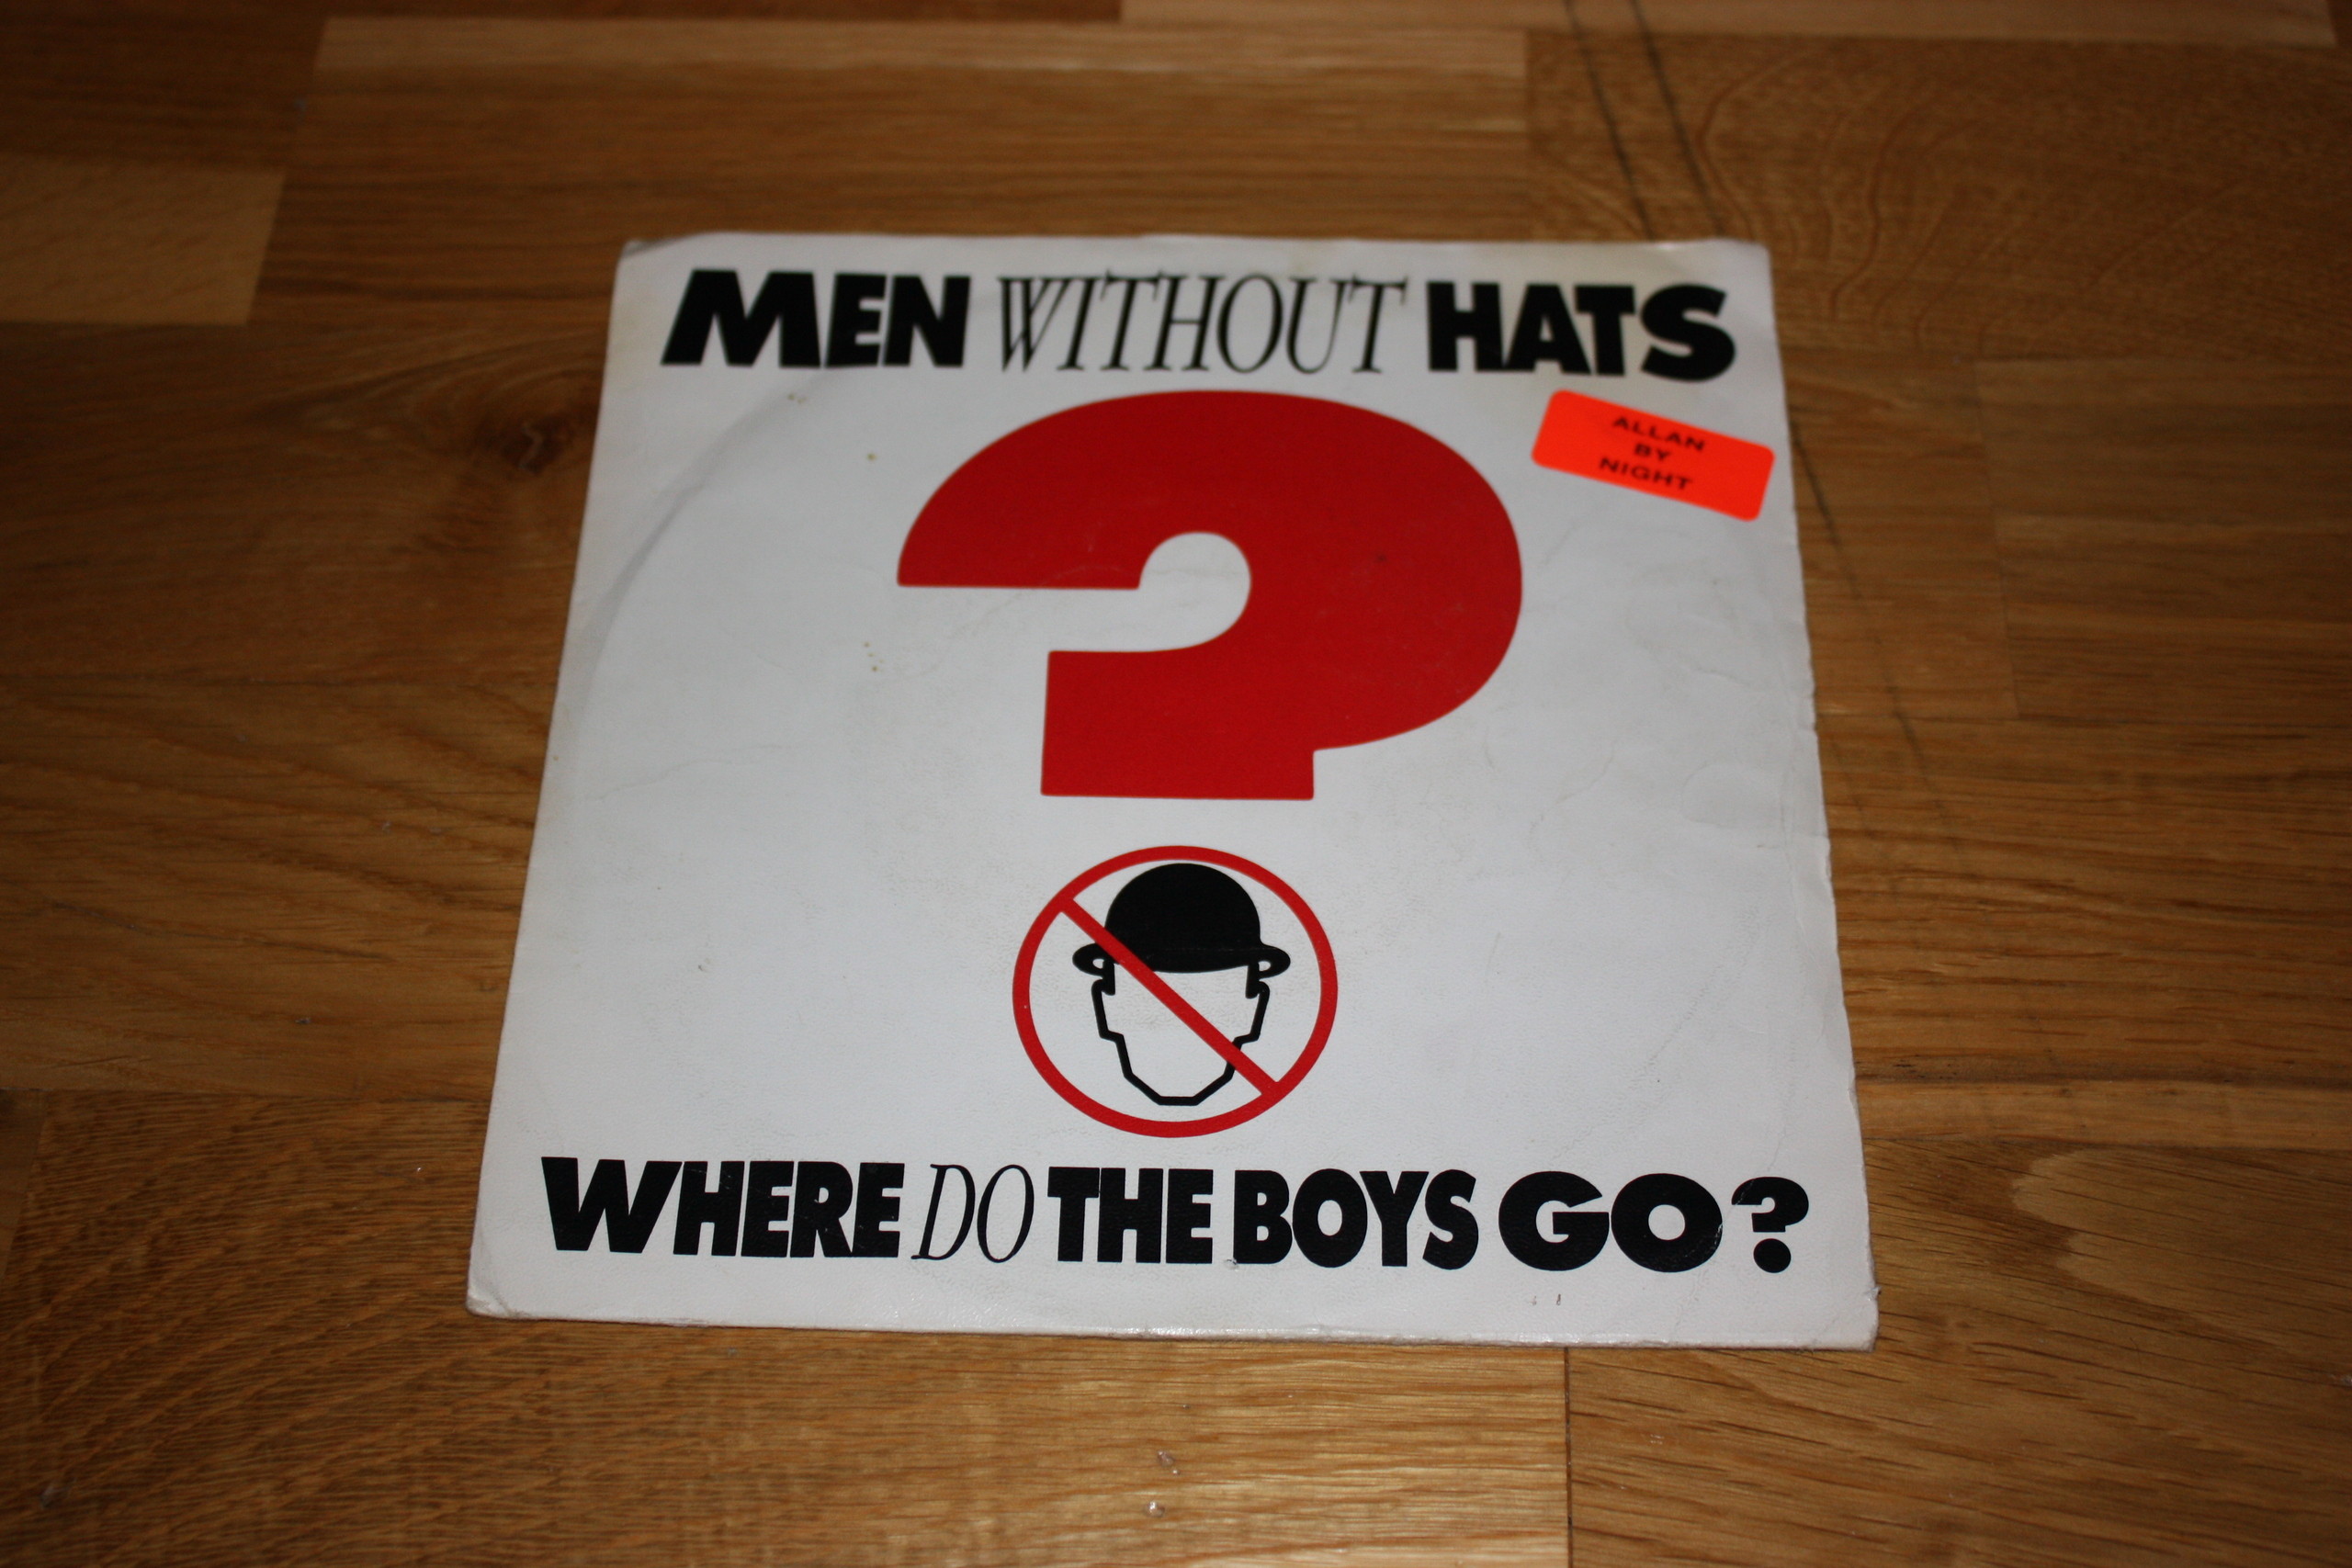 MEN WITHOUT HATS
ALLAN
BY
NIGHT
?
WHERE DO THE BOYS GO?